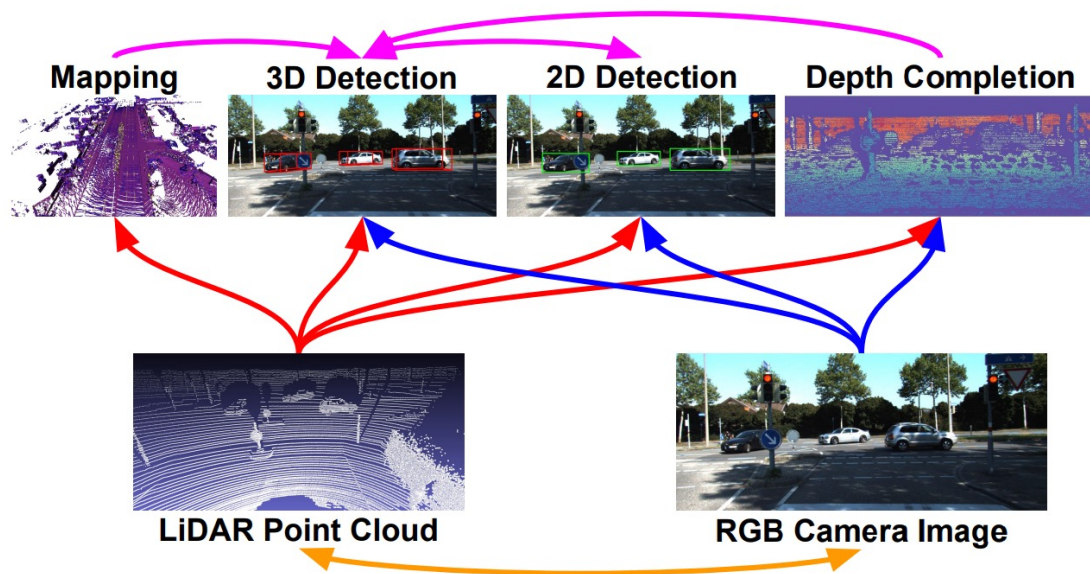 Mapping
3D Detection
2D Detection
Depth Completion
LiDAR Point Cloud
RGB Camera Image